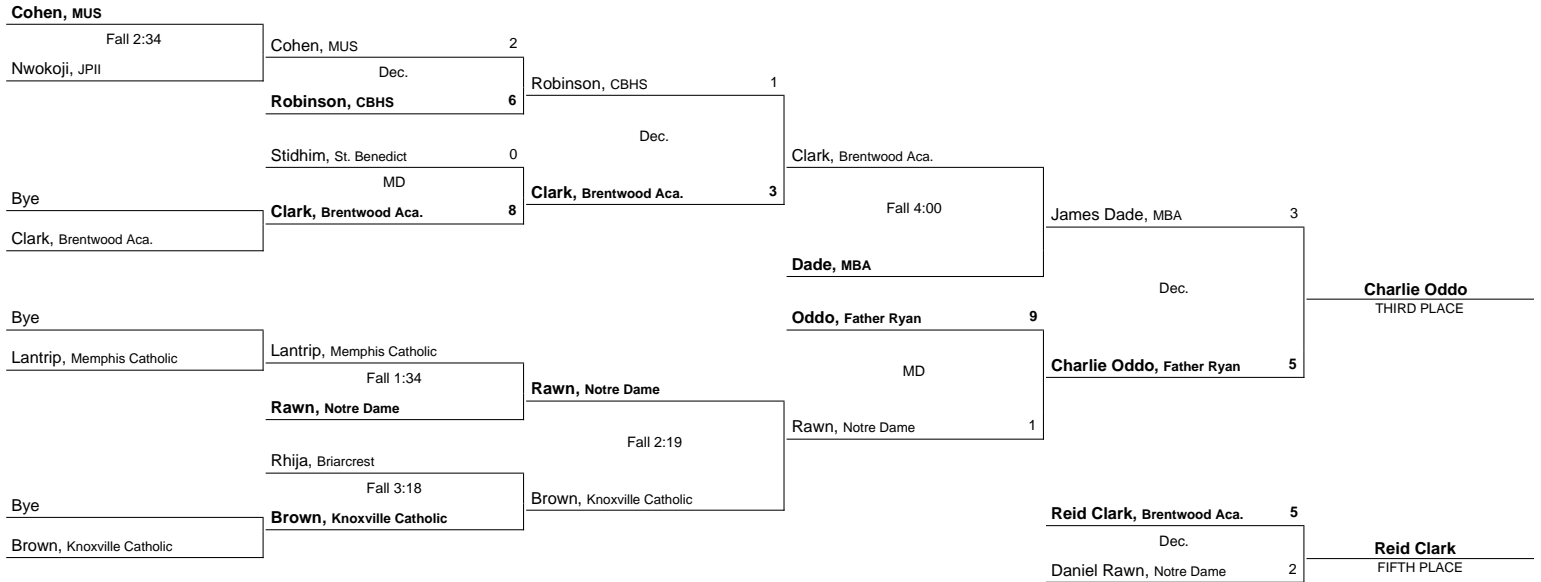 Cohen, MUS
Fall 2:34
Nwokoji, JPII
Cohen, MUS 2
Dec.
Robinson, CBHS 6
Robinson, CBHS 1
Dec.
Stidhim, St. Benedict 0
MD
Clark, Brentwood Aca. 8
Clark, Brentwood Aca. 3
Bye
Clark, Brentwood Aca.
Clark, Brentwood Aca.
Fall 4:00
Dade, MBA
James Dade, MBA 3
Dec.
Charlie Oddo
THIRD PLACE
Bye
Lantrip, Memphis Catholic
Lantrip, Memphis Catholic
Fall 1:34
Rawn, Notre Dame
Rawn, Notre Dame
Fall 2:19
Oddo, Father Ryan 9
MD
Rawn, Notre Dame 1
Charlie Oddo, Father Ryan 5
Rhija, Briarcrest
Fall 3:18
Brown, Knoxville Catholic
Brown, Knoxville Catholic
Bye
Brown, Knoxville Catholic
Reid Clark, Brentwood Aca. 5
Dec.
Daniel Rawn, Notre Dame 2
Reid Clark
FIFTH PLACE